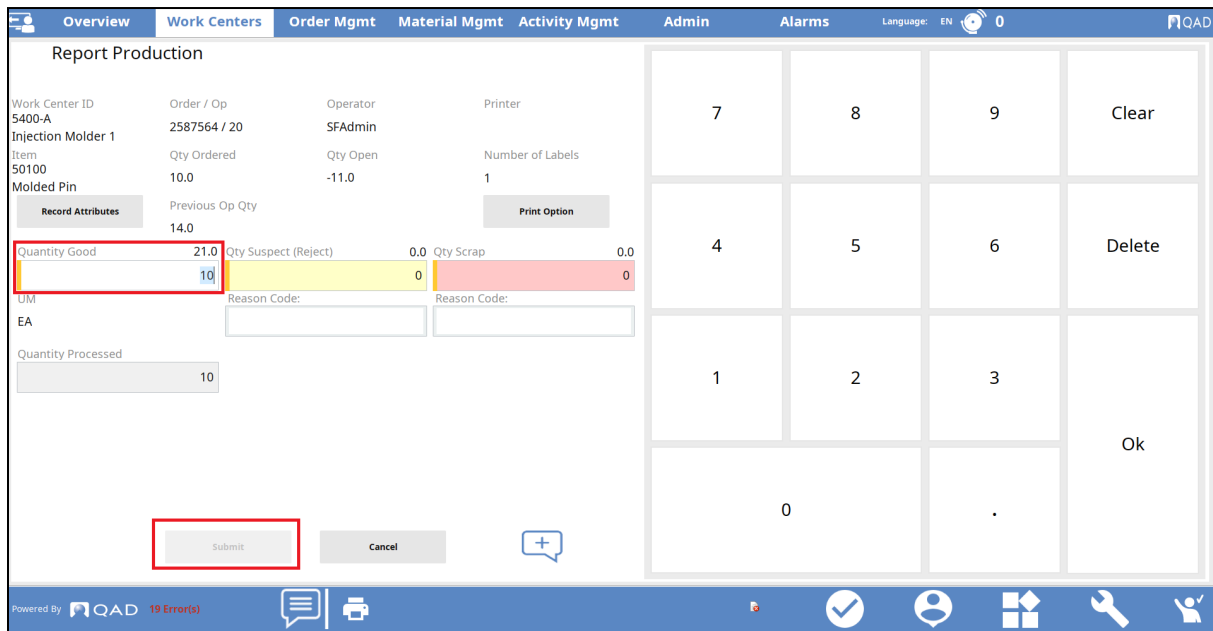 Overview Work Centers Order Mgmt Material Mgmt Activity Mgmt Admin Alarms Language: EN 0 QAD
Report Production
Work Center ID Order / Op Operator Printer
5400-A 2587564 / 20 SFAdmin
Injection Molder 1
Item Qty Ordered Qty Open Number of Labels
50100 10.0 -11.0 1
Molded Pin
Record Attributes Previous Op Qty Print Option
14.0
Quantity Good 21.0 Qty Suspect (Reject) 0.0 Qty Scrap 0.0
10 0 0
UM Reason Code: Reason Code:
EA
Quantity Processed
10
Submit Cancel
7 8 9 Clear
4 5 6 Delete
1 2 3 Ok
0 .
Powered By QAD 19 Error(s)